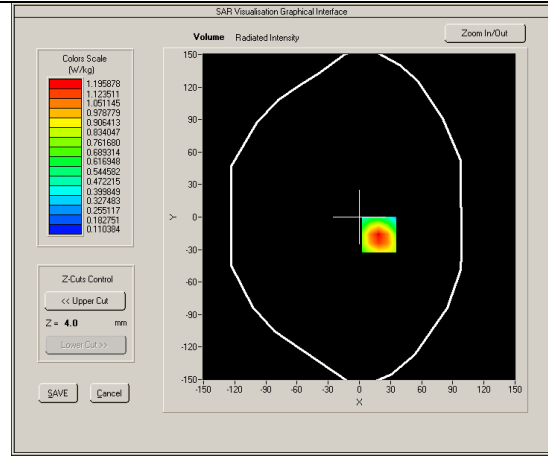 SAR Visualisation Graphical Interface
Volume Radiated Intensity
Zoom In/Out
Colors Scale
(W/kg)
1.195878
1.123511
1.051145
0.978779
0.906413
0.834047
0.761680
0.689314
0.616948
0.544582
0.472215
0.399849
0.327483
0.255117
0.182751
0.110384
Z-Cuts Control
<< Upper Cut
Z = 4.0 mm
Lower Cut >>
SAVE Cancel
150
120
90
60
30
0
-30
-60
-90
-120
-150
Y
-150 -120 -90 -60 -30 0 30 60 90 120 150
X